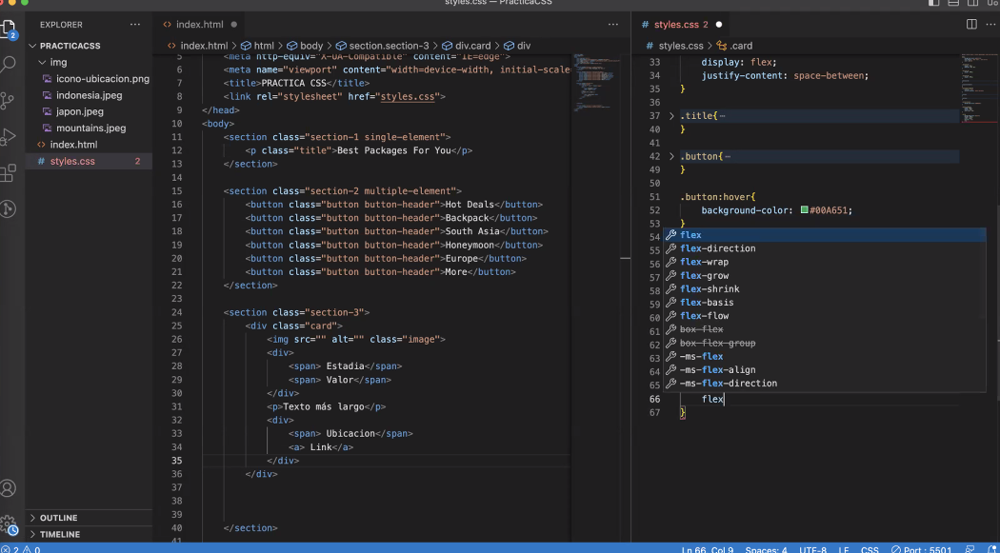 styles.css — PracticaCSS
EXPLORER
PRACTICACSS
img
icono-ubicacion.png
indonesia.jpeg
japon.jpeg
mountains.jpeg
index.html
styles.css 2
OUTLINE
TIMELINE
2
index.html
index.html > html > body > section.section-3 > div.card > div
5 <meta http-equiv="X-UA-Compatible" content="IE=edge">
6 <meta name="viewport" content="width=device-width, initial-scale
7 <title>PRACTICA CSS</title>
8 <link rel="stylesheet" href="styles.css">
9 </head>
10 <body>
11 <section class="section-1 single-element">
12 <p class="title">Best Packages For You</p>
13 </section>
14
15 <section class="section-2 multiple-element">
16 <button class="button button-header">Hot Deals</button>
17 <button class="button button-header">Backpack</button>
18 <button class="button button-header">South Asia</button>
19 <button class="button button-header">Honeymoon</button>
20 <button class="button button-header">Europe</button>
21 <button class="button button-header">More</button>
22 </section>
23
24 <section class="section-3">
25 <div class="card">
26 <img src="" alt="" class="image">
27 <div>
28 <span> Estadia</span>
29 <span> Valor</span>
30 </div>
31 <p>Texto más largo</p>
32 <div>
33 <span> Ubicacion</span>
34 <a> Link</a>
35 </div>
36 </div>
37
38
39
40 </section>
41
styles.css 2
styles.css > .card
33 display: flex;
34 justify-content: space-between;
35 }
36
37 .title{
41 }
41
42 .button{
49 }
50
51 .button:hover{
52 background-color: #00A651;
53 }
54 flex
55 flex-direction
56 flex-wrap
57 flex-grow
58 flex-shrink
59 flex-basis
60 flex-flow
61 box-flex
62 box-flex-group
63 -ms-flex
64 -ms-flex-align
65 -ms-flex-direction
66 flex
67 }
2 0
Ln 66, Col 9 Spaces: 4 UTF-8 LF CSS Port : 5501